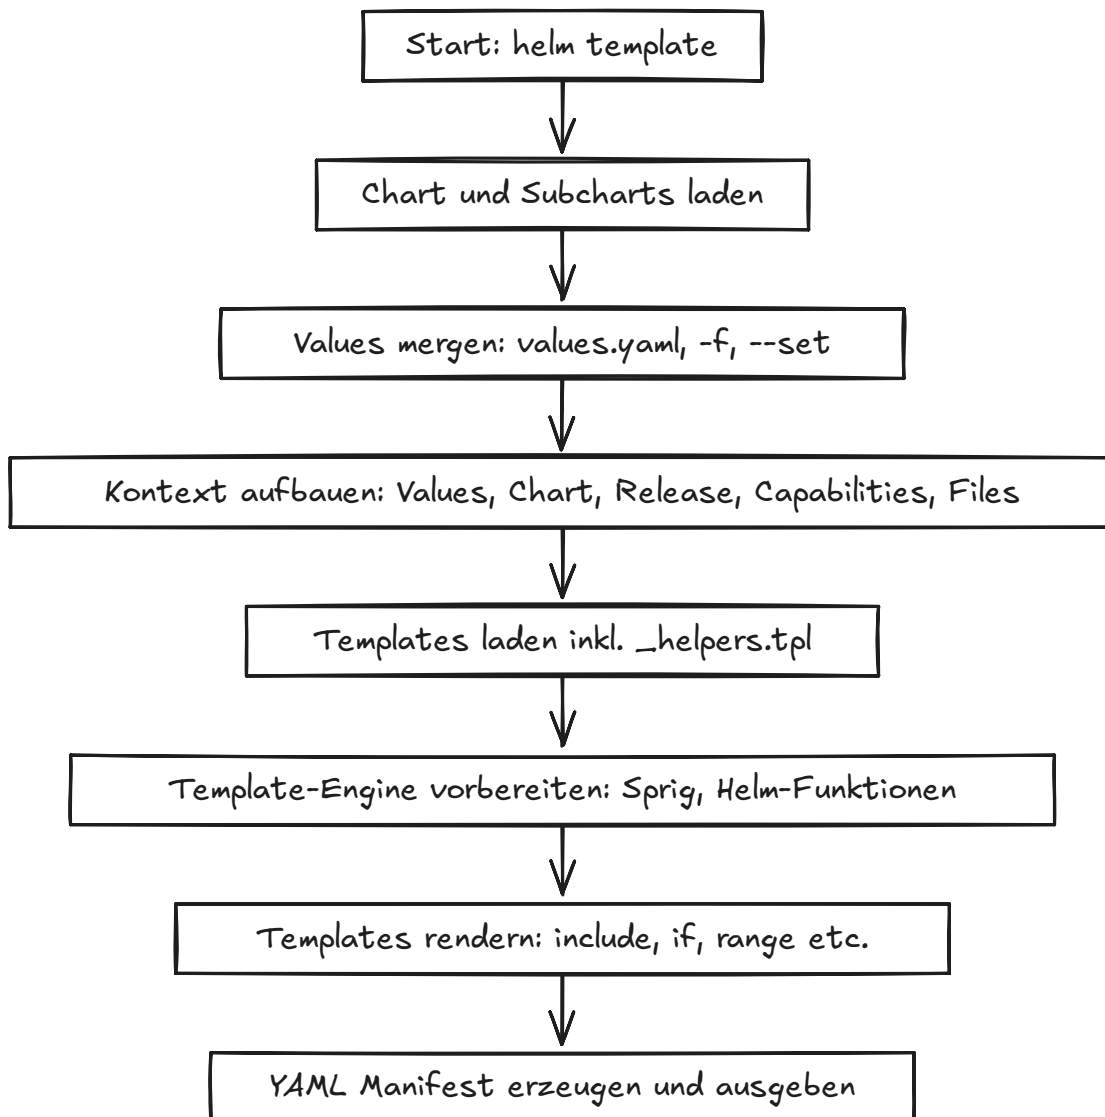 Start: helm template
Chart und Subcharts laden
Values mergen: values.yaml, -f, --set
Kontext aufbauen: Values, Chart, Release, Capabilities, Files
Templates laden inkl. _helpers.tpl
Template-Engine vorbereiten: Sprig, Helm-Funktionen
Templates rendern: include, if, range etc.
YAML Manifest erzeugen und ausgeben